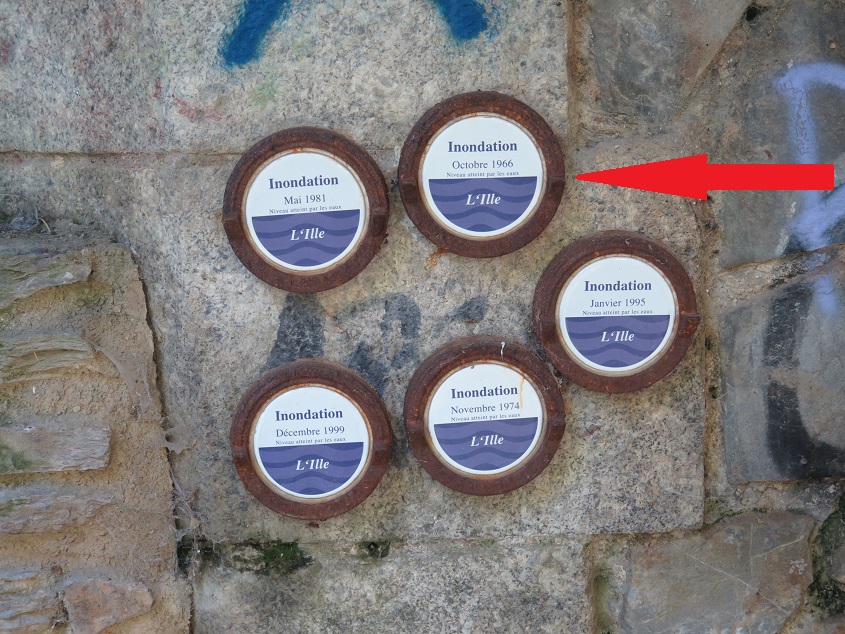 Inondation
Octobre 1966
Niveau atteint par les eaux
L'Ille
Inondation
Mai 1981
Niveau atteint par les eaux
L'Ille
Inondation
Janvier 1995
Niveau atteint par les eaux
L'Ille
Inondation
Novembre 1974
Niveau atteint par les eaux
L'Ille
Inondation
Décembre 1999
Niveau atteint par les eaux
L'Ille